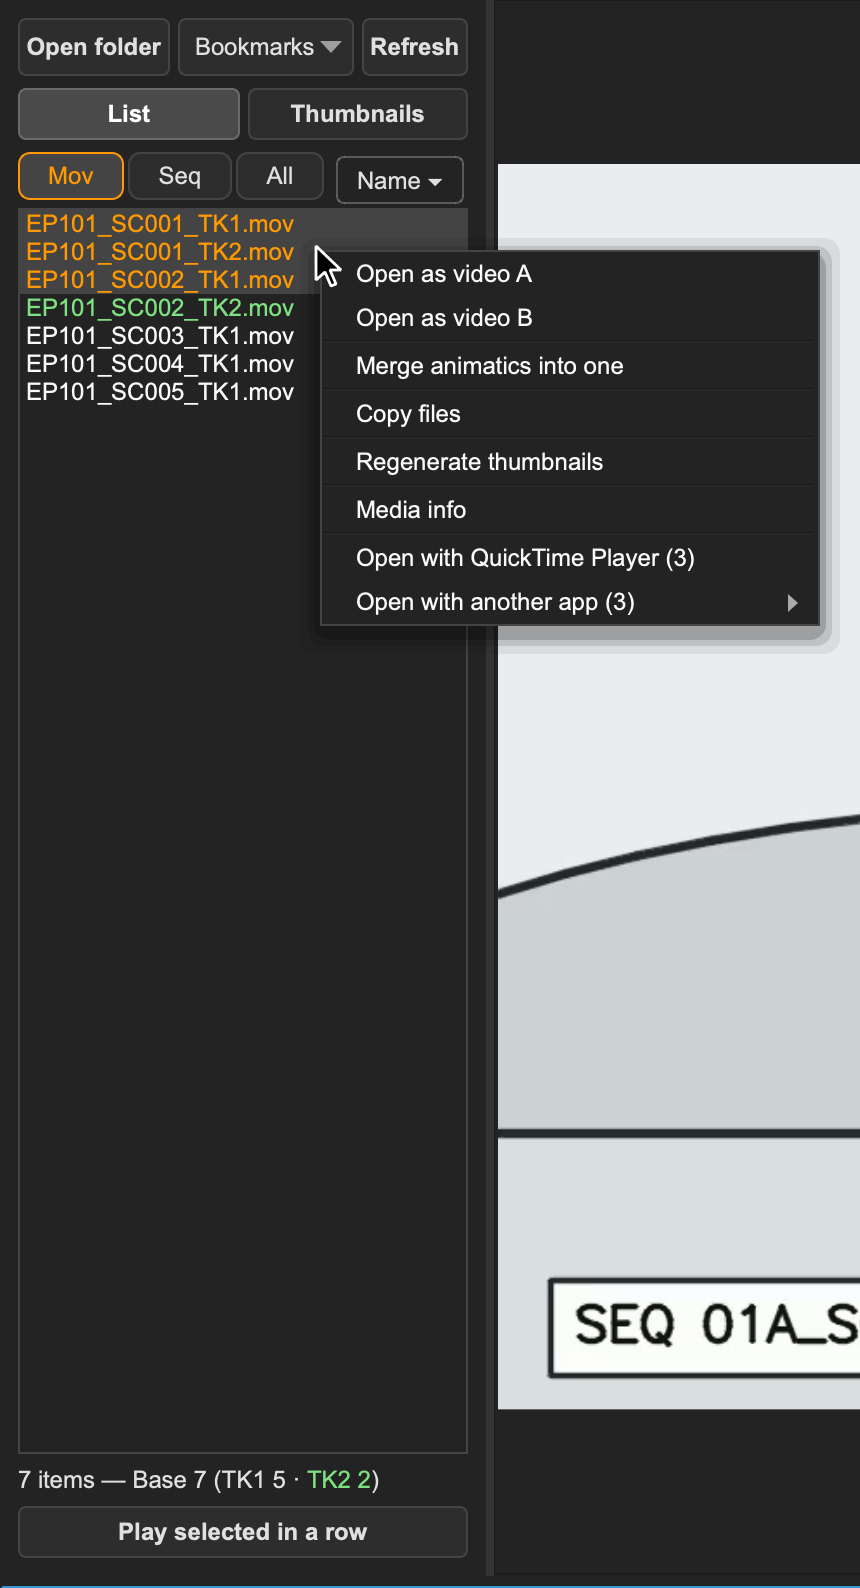 Open folder Bookmarks Refresh
List Thumbnails
Mov Seq All Name
EP101_SC001_TK1.mov
EP101_SC001_TK2.mov
EP101_SC002_TK1.mov
EP101_SC002_TK2.mov
EP101_SC003_TK1.mov
EP101_SC004_TK1.mov
EP101_SC005_TK1.mov
Open as video A
Open as video B
Merge animatics into one
Copy files
Regenerate thumbnails
Media info
Open with QuickTime Player (3)
Open with another app (3)
SEQ 01A_S
7 items — Base 7 (TK1 5 · TK2 2)
Play selected in a row